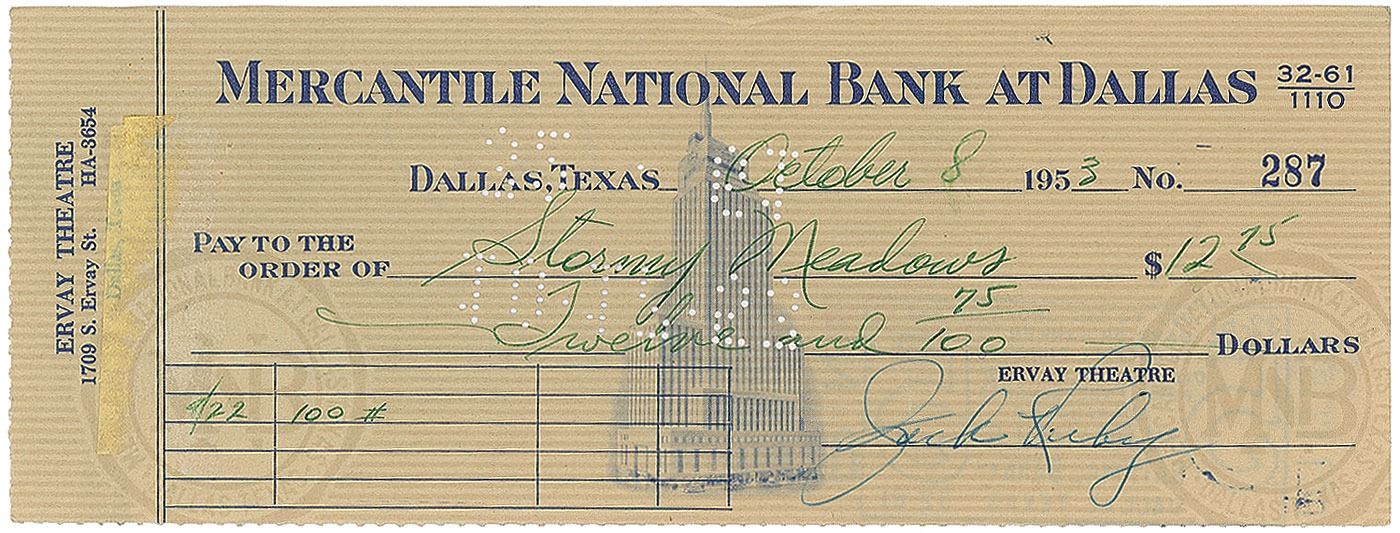 MERCANTILE NATIONAL BANK AT DALLAS 32-61/1110
DALLAS, TEXAS October 8 1953 No. 287
PAY TO THE
ORDER OF Stormy Meadows $12 75
Twelve and 75/100 DOLLARS
ERVAY THEATRE
9/22 100 #
Jack Ruby
ERVAY THEATRE HA-3654
1709 S. Ervay St.
MNB